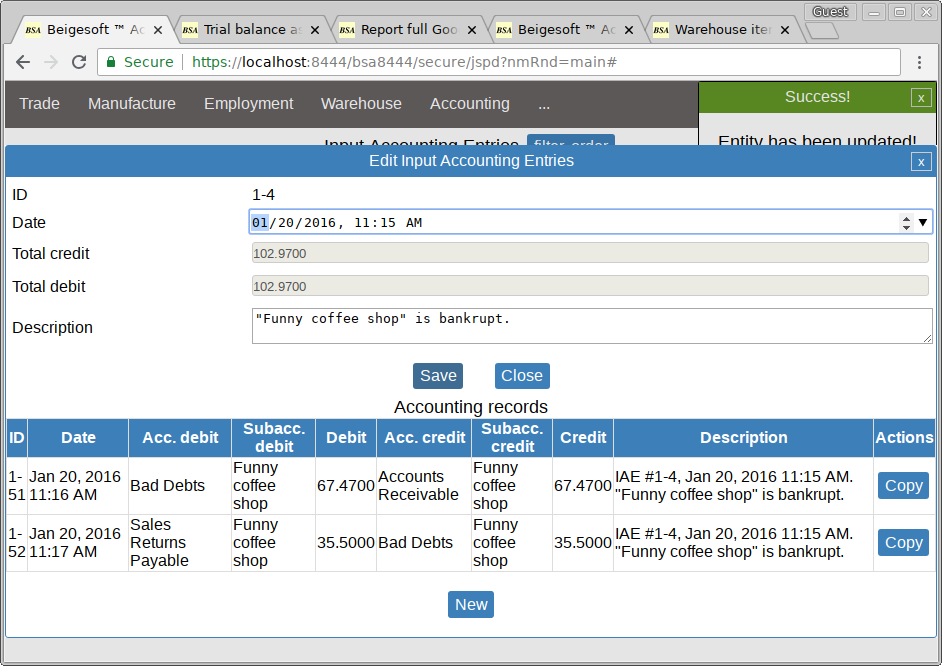 Guest
BSA Beigesoft ™ Ac
BSA Trial balance as
BSA Report full Goo
BSA Beigesoft ™ Ac
BSA Warehouse iter
Secure https://localhost:8444/bsa8444/secure/jspd?nmRnd=main#
Trade Manufacture Employment Warehouse Accounting ...
Success! x
Input Accounting Entries filter, order
Entity has been updated!
Edit Input Accounting Entries x
ID 1-4
Date 01/20/2016, 11:15 AM
Total credit 102.9700
Total debit 102.9700
Description "Funny coffee shop" is bankrupt.
Save Close
Accounting records
ID Date Acc. debit Subacc. debit Debit Acc. credit Subacc. credit Credit Description Actions
1-51 Jan 20, 2016 11:16 AM Bad Debts Funny coffee shop 67.4700 Accounts Receivable Funny coffee shop 67.4700 IAE #1-4, Jan 20, 2016 11:15 AM. "Funny coffee shop" is bankrupt. Copy
1-52 Jan 20, 2016 11:17 AM Sales Returns Payable Funny coffee shop 35.5000 Bad Debts Funny coffee shop 35.5000 IAE #1-4, Jan 20, 2016 11:15 AM. "Funny coffee shop" is bankrupt. Copy
New